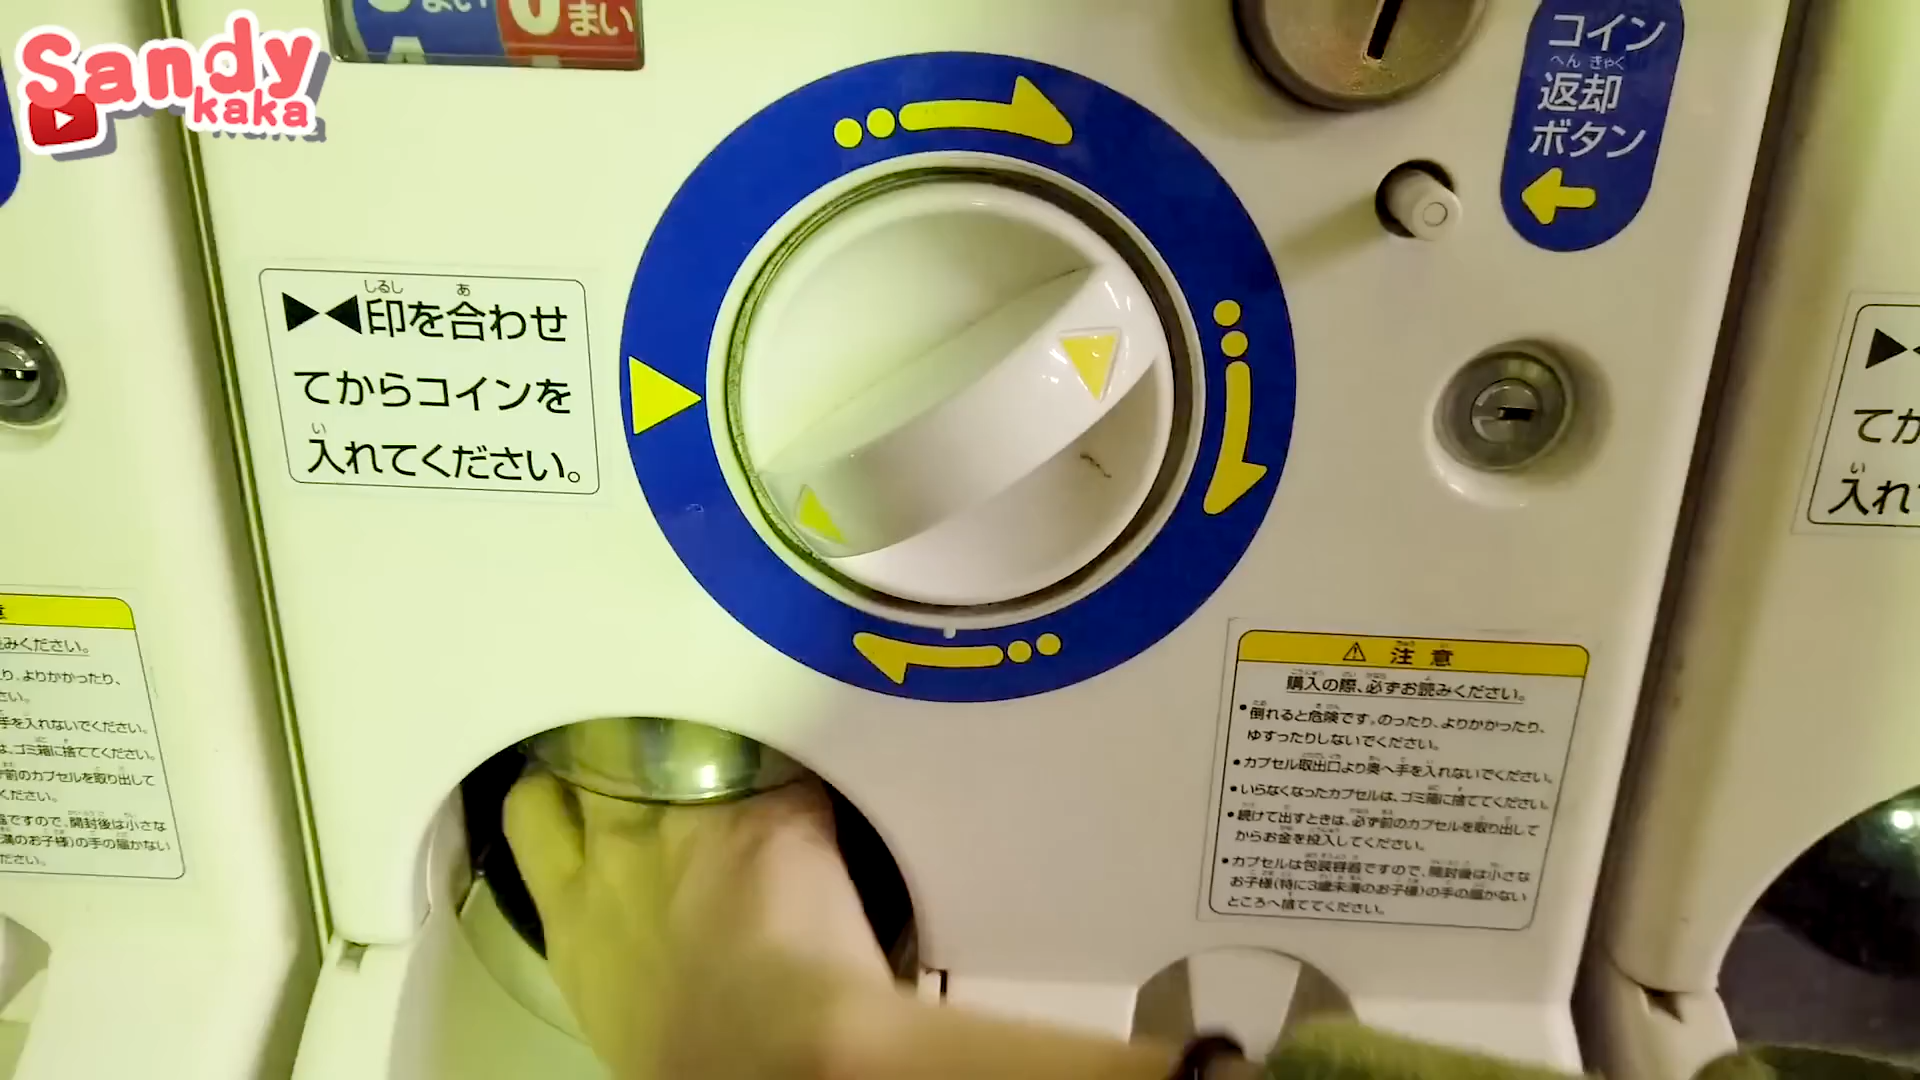 Sandy
kaka
まい
コイン
へん きゃく
返却
ボタン
しるし あ
▶◀印を合わせ
てからコインを
い
入れてください。
注意
購入の際、必ずお読みください。
・倒れると危険です。のったり、よりかかったり、
ゆすったりしないでください。
・カプセル取出口より奥へ手を入れないでください。
・いらなくなったカプセルは、ゴミ箱に捨ててください。
・続けて出すときは、必ず前のカプセルを取り出して
からお金を投入してください。
・カプセルは包装容器ですので、開封後は小さな
お子様(特に3歳未満のお子様)の手の届かない
ところへ捨ててください。
みください。
り、よりかかったり、
さい。
手を入れないでください。
は、ゴミ箱に捨ててください。
前のカプセルを取り出して
ください。
器ですので、開封後は小さな
満のお子様)の手の届かない
ださい。
てか
い
入れ